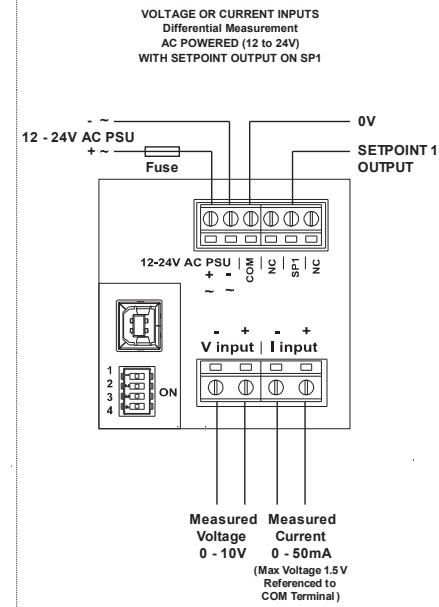 VOLTAGE OR CURRENT INPUTS
Differential Measurement
AC POWERED (12 to 24V)
WITH SETPOINT OUTPUT ON SP1
- ~
0V
12 - 24V AC PSU
+ ~
Fuse
SETPOINT 1
OUTPUT
12-24V AC PSU | COM | NC | SP1 | NC
+ -
~ ~
- + - +
V input | I input
1
2
3
4
ON
Measured
Voltage
0 - 10V
Measured
Current
0 - 50mA
(Max Voltage 1.5 V
Referenced to
COM Terminal)